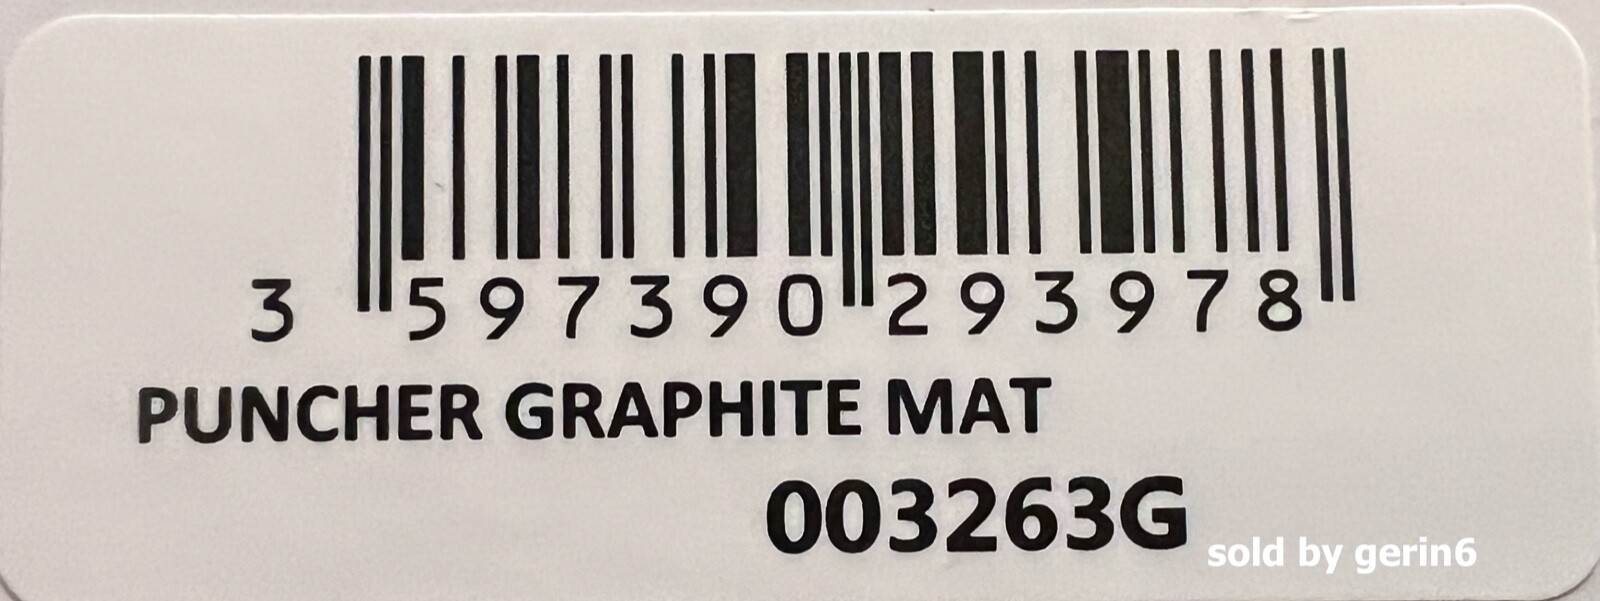 3 597390 293978
PUNCHER GRAPHITE MAT
003263G
sold by gerin6